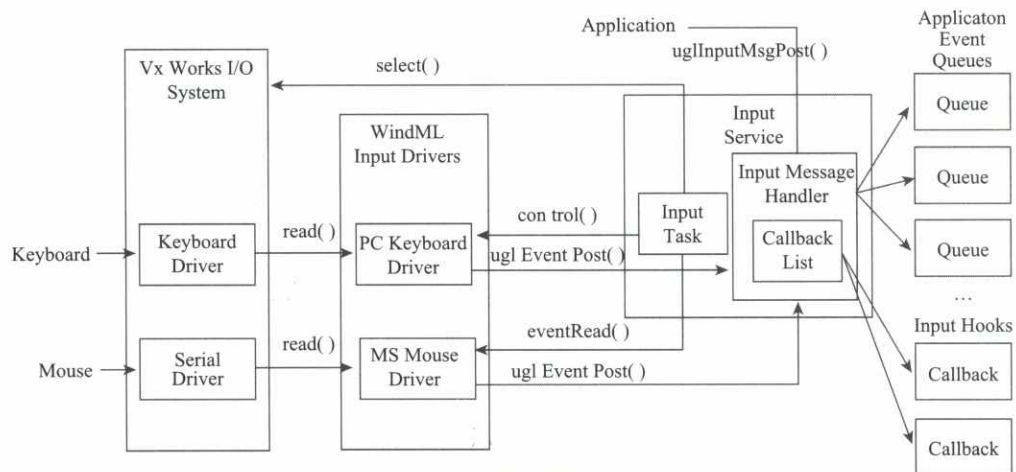 Application
uglInputMsgPost( )
Applicaton
Event
Queues
Vx Works I/O
System
select( )
Queue
WindML
Input Drivers
Input
Service
Input Message
Handler
Queue
Keyboard
Keyboard
Driver
read( )
PC Keyboard
Driver
con trol( )
ugl Event Post( )
Input
Task
Callback
List
Queue
...
Input Hooks
Mouse
Serial
Driver
read( )
MS Mouse
Driver
eventRead( )
ugl Event Post( )
Callback
Callback